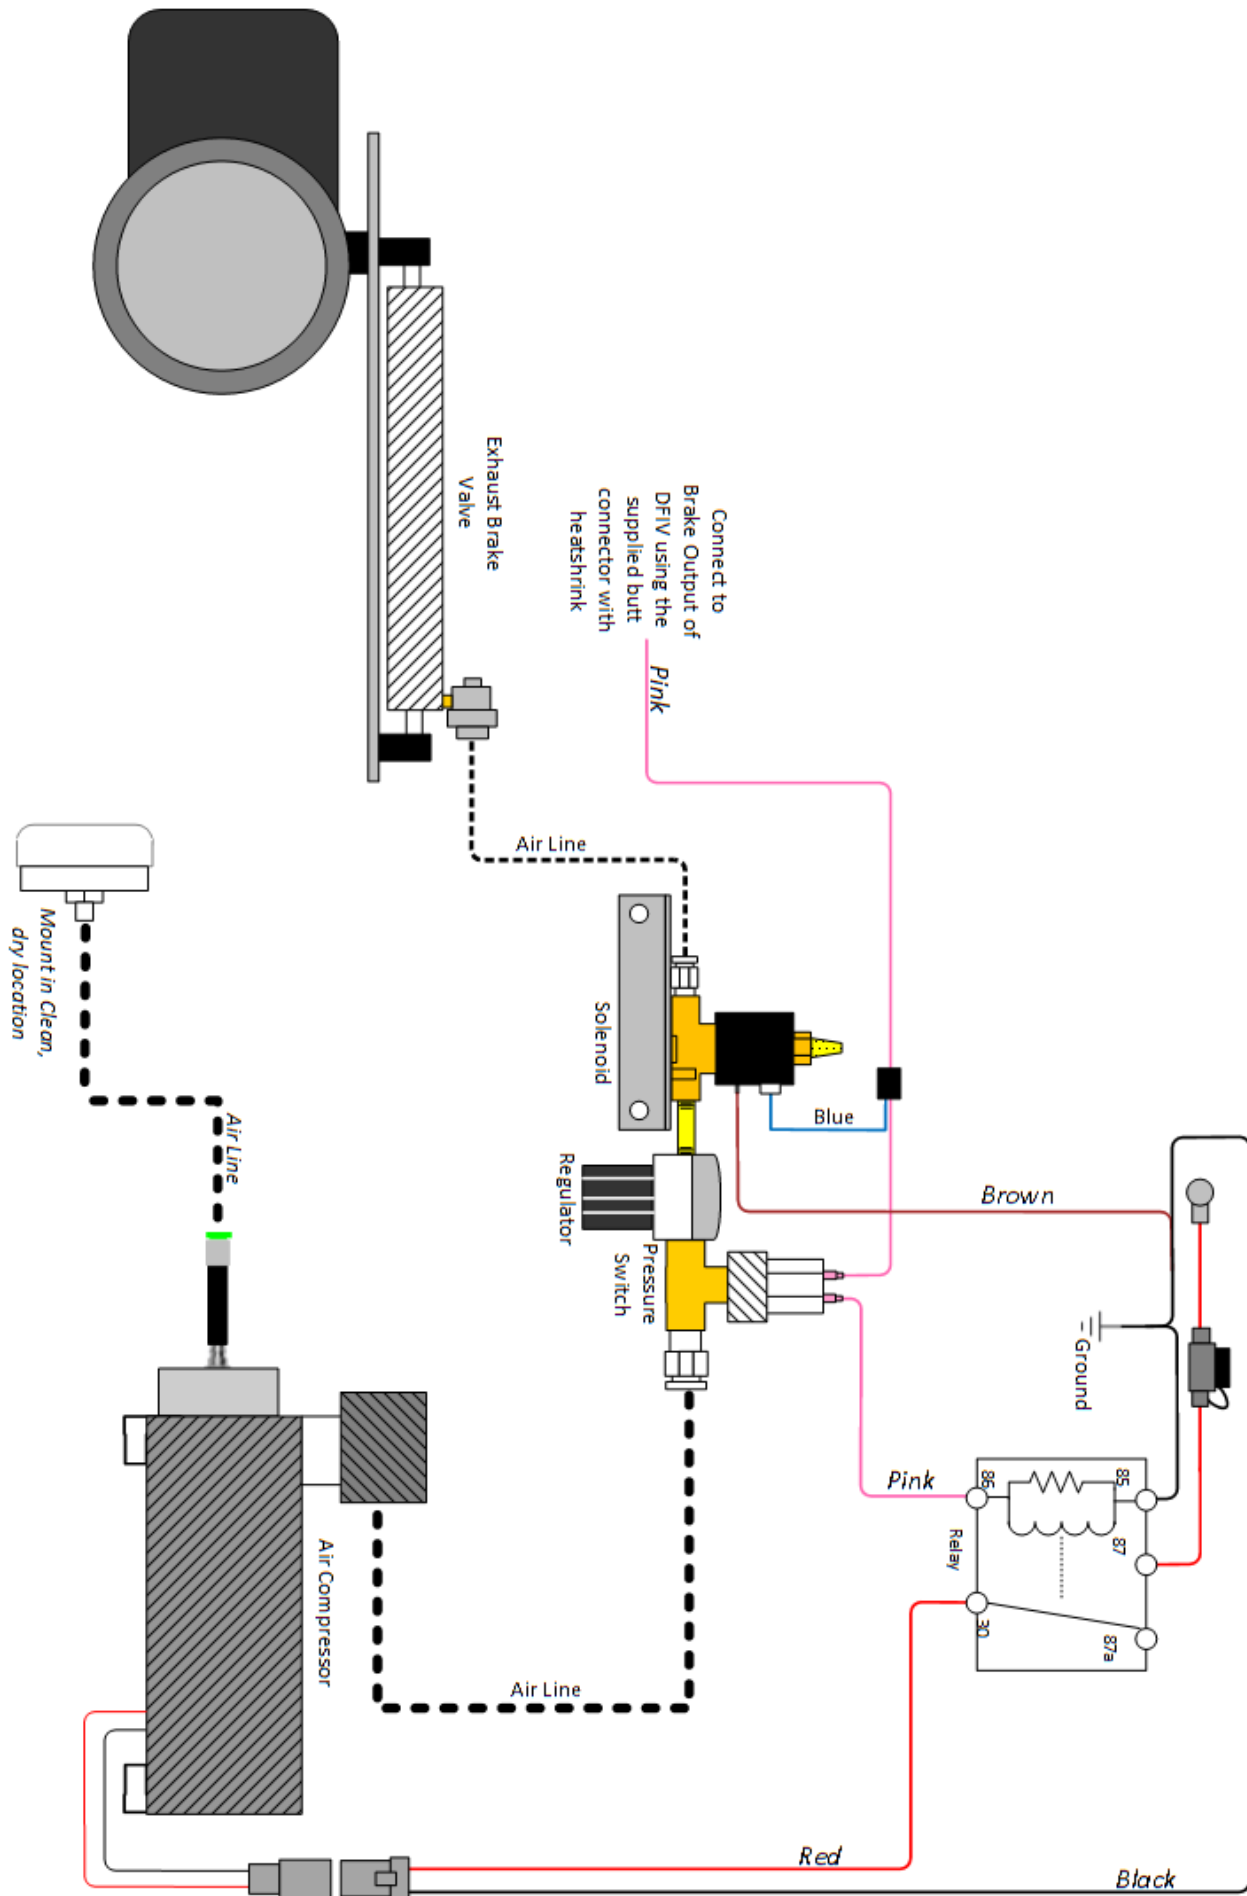 Exhaust Brake
Valve
Connect to
Brake Output of
DFIV using the
supplied butt
connector with
heatshrink
Pink
Air Line
Mount in Clean,
dry location
Solenoid
Blue
Air Line
Regulator
Brown
Pressure
Switch
Ground
Pink
86
85
87
Relay
30
87a
Air Compressor
Air Line
Red
Black